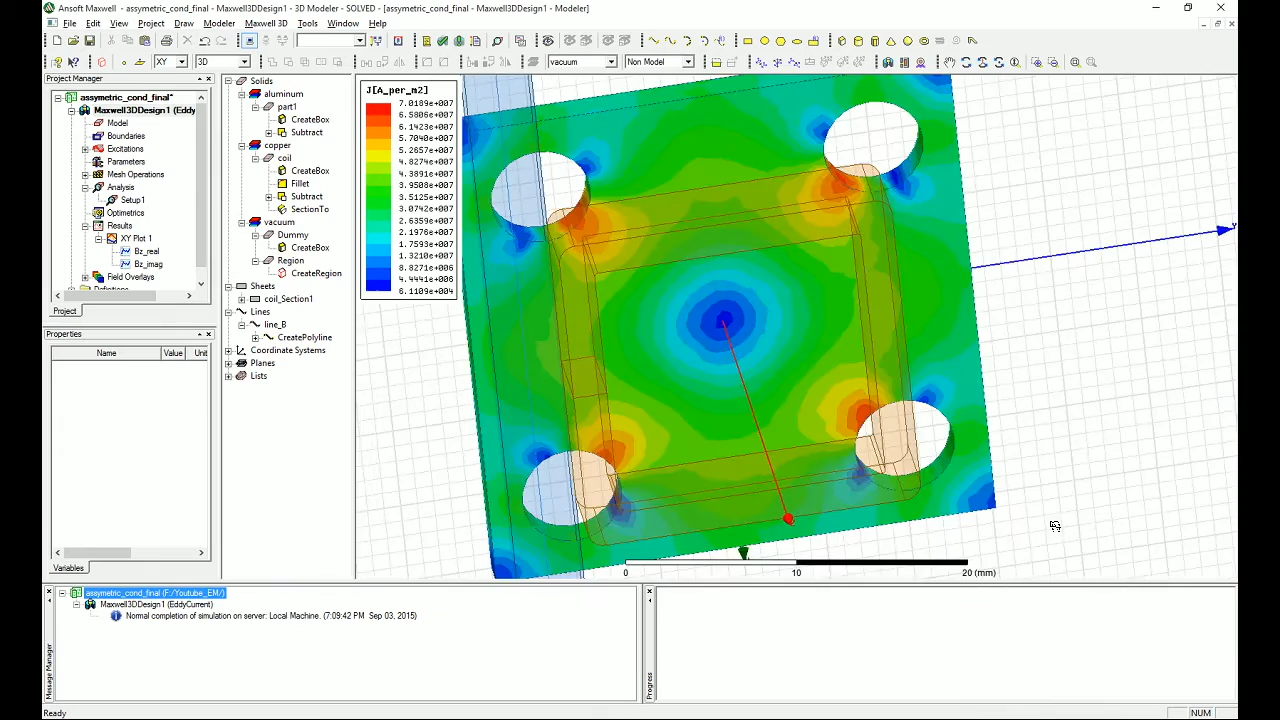 Ansoft Maxwell - assymetric_cond_final - Maxwell3DDesign1 - 3D Modeler - SOLVED - [assymetric_cond_final - Maxwell3DDesign1 - Modeler]
File Edit View Project Draw Modeler Maxwell 3D Tools Window Help
XY 3D vacuum Non Model
Project Manager
assymetric_cond_final*
Maxwell3DDesign1 (Eddy
Model
Boundaries
Excitations
Parameters
Mesh Operations
Analysis
Setup1
Optimetrics
Results
XY Plot 1
Bz_real
Bz_imag
Field Overlays
Project
Properties
Name Value Unit
Variables
Solids
aluminum
part1
CreateBox
Subtract
copper
coil
CreateBox
Fillet
Subtract
SectionTo
vacuum
Dummy
CreateBox
Region
CreateRegion
Sheets
coil_Section1
Lines
line_B
CreatePolyline
Coordinate Systems
Planes
Lists
J[A_per_m2]
7.0189e+007
6.5806e+007
6.1423e+007
5.7040e+007
5.2657e+007
4.8274e+007
4.3891e+007
3.9508e+007
3.5125e+007
3.0742e+007
2.6359e+007
2.1976e+007
1.7593e+007
1.3210e+007
8.8271e+006
4.4441e+006
6.1109e+004
0 10 20 (mm)
Message Manager
assymetric_cond_final (F:/Youtube_EM/)
Maxwell3DDesign1 (EddyCurrent)
Normal completion of simulation on server: Local Machine. (7:09:42 PM Sep 03, 2015)
Progress
Ready
NUM